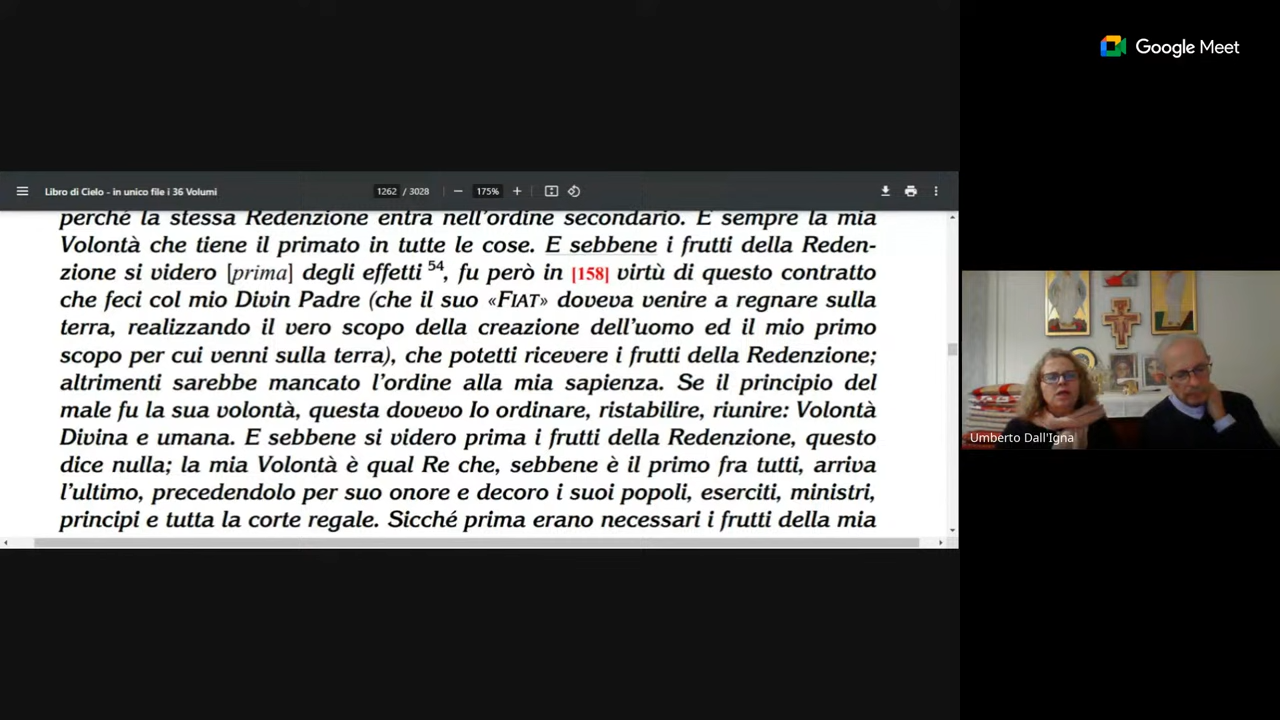 Google Meet
Libro di Cielo - in unico file i 36 Volumi
1262 / 3028
175%
perché la stessa Redenzione entra nell'ordine secondario. È sempre la mia
Volontà che tiene il primato in tutte le cose. E sebbene i frutti della Reden-
zione si videro [prima] degli effetti 54, fu però in [158] virtù di questo contratto
che feci col mio Divin Padre (che il suo «FIAT» doveva venire a regnare sulla
terra, realizzando il vero scopo della creazione dell'uomo ed il mio primo
scopo per cui venni sulla terra), che potetti ricevere i frutti della Redenzione;
altrimenti sarebbe mancato l'ordine alla mia sapienza. Se il principio del
male fu la sua volontà, questa dovevo Io ordinare, ristabilire, riunire: Volontà
Divina e umana. E sebbene si videro prima i frutti della Redenzione, questo
dice nulla; la mia Volontà è qual Re che, sebbene è il primo fra tutti, arriva
l'ultimo, precedendolo per suo onore e decoro i suoi popoli, eserciti, ministri,
principi e tutta la corte regale. Sicché prima erano necessari i frutti della mia
Umberto Dall'Igna